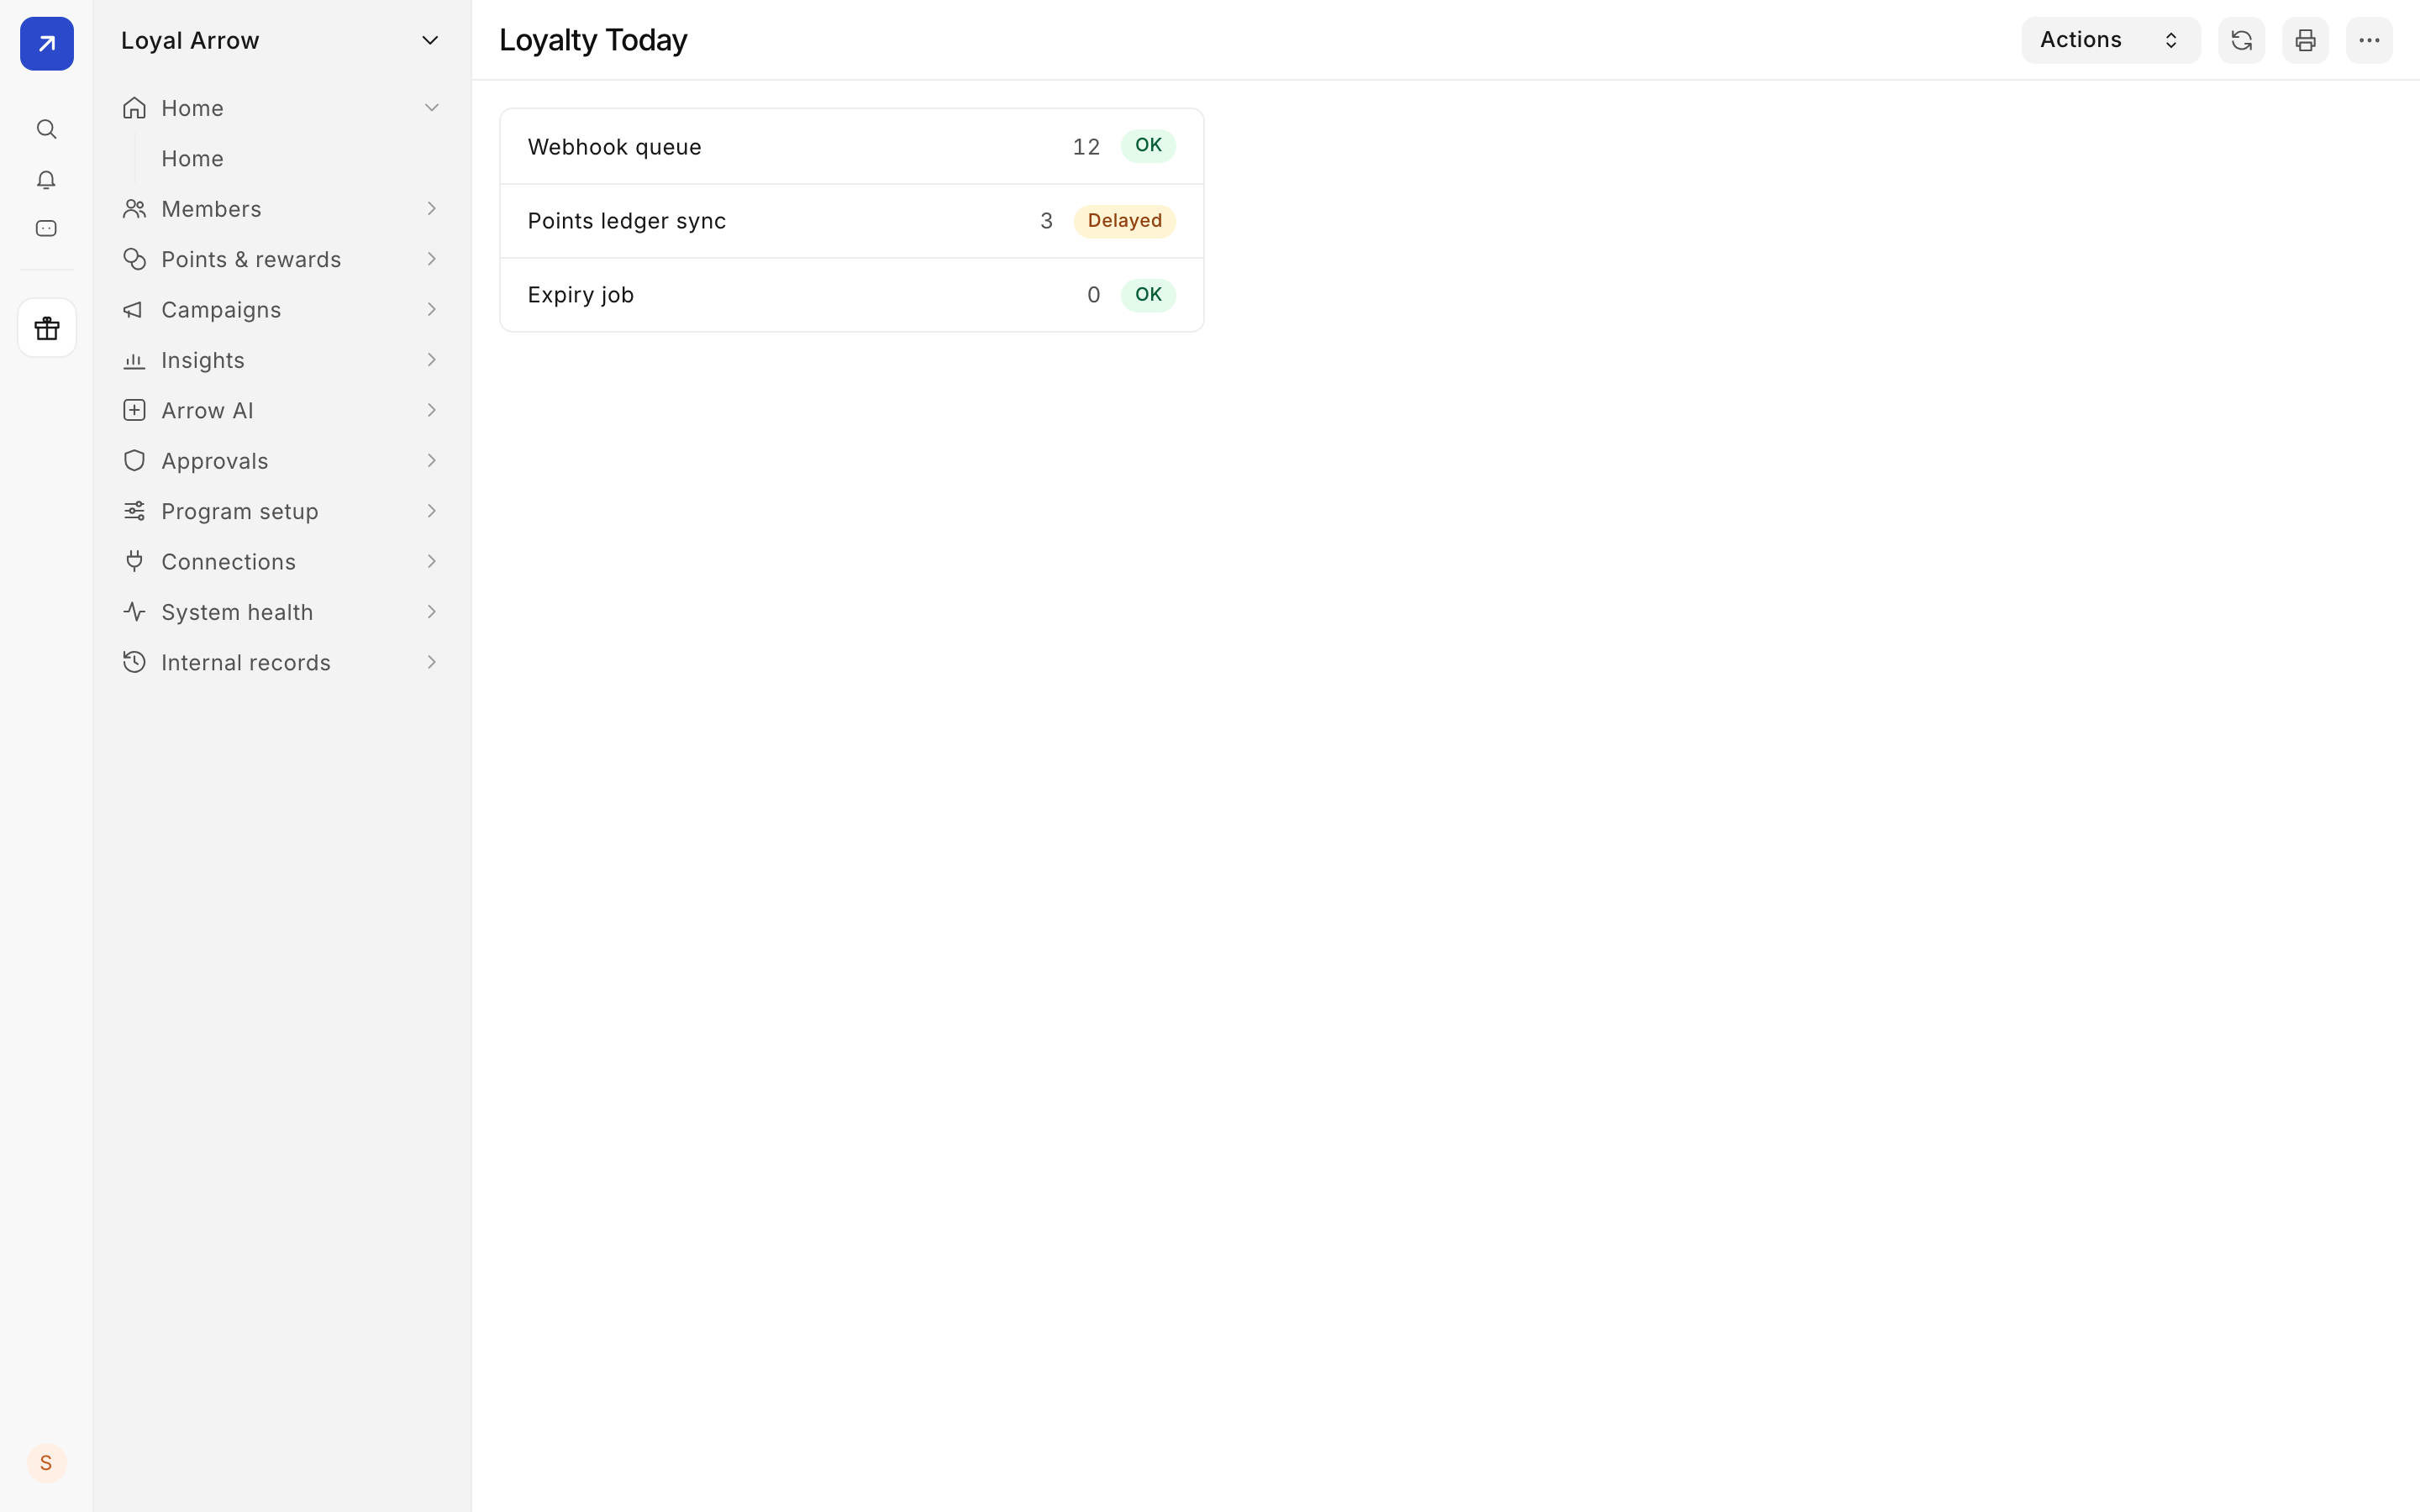 Loyal Arrow
Home
Home
Members
Points & rewards
Campaigns
Insights
Arrow AI
Approvals
Program setup
Connections
System health
Internal records
S
Loyalty Today
Actions
Webhook queue 12 OK
Points ledger sync 3 Delayed
Expiry job 0 OK